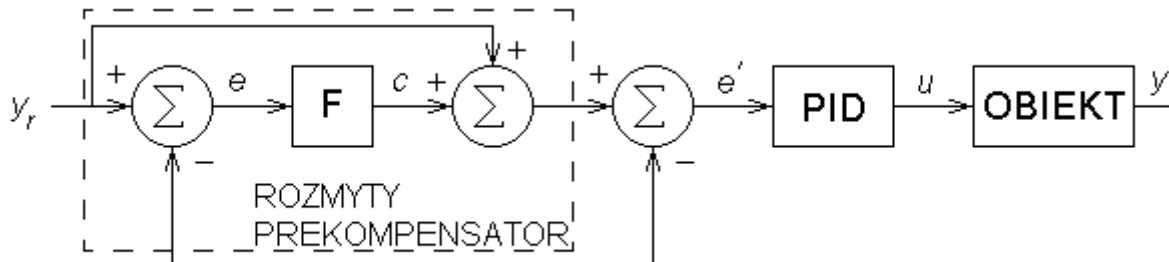 + e c + + + e' u y
y_r Σ F Σ Σ PID OBIEKT
− −
ROZMYTY
PREKOMPENSATOR